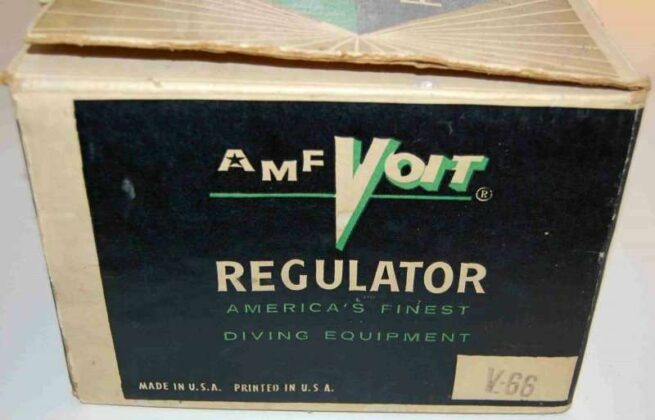 AMF VOIT ®
REGULATOR
AMERICA'S FINEST
DIVING EQUIPMENT
MADE IN U.S.A. PRINTED IN U.S.A.
V-66